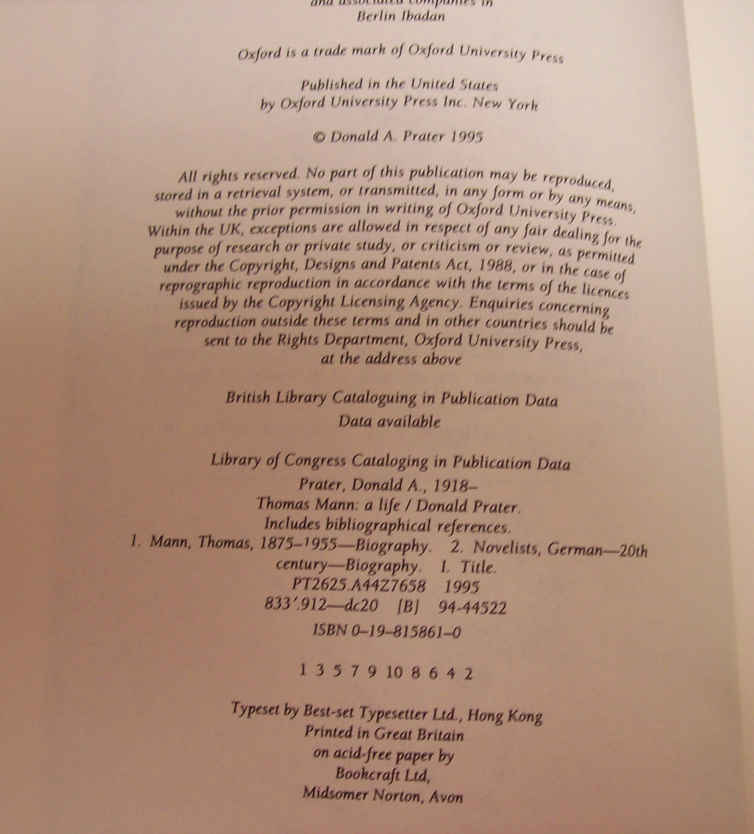 and associated companies in
Berlin Ibadan
Oxford is a trade mark of Oxford University Press
Published in the United States
by Oxford University Press Inc. New York
© Donald A. Prater 1995
All rights reserved. No part of this publication may be reproduced,
stored in a retrieval system, or transmitted, in any form or by any means,
without the prior permission in writing of Oxford University Press.
Within the UK, exceptions are allowed in respect of any fair dealing for the
purpose of research or private study, or criticism or review, as permitted
under the Copyright, Designs and Patents Act, 1988, or in the case of
reprographic reproduction in accordance with the terms of the licences
issued by the Copyright Licensing Agency. Enquiries concerning
reproduction outside these terms and in other countries should be
sent to the Rights Department, Oxford University Press,
at the address above
British Library Cataloguing in Publication Data
Data available
Library of Congress Cataloging in Publication Data
Prater, Donald A., 1918–
Thomas Mann: a life / Donald Prater.
Includes bibliographical references.
1. Mann, Thomas, 1875–1955—Biography. 2. Novelists, German—20th
century—Biography. I. Title.
PT2625.A44Z7658 1995
833′.912—dc20 [B] 94-44522
ISBN 0–19–815861–0
1 3 5 7 9 10 8 6 4 2
Typeset by Best-set Typesetter Ltd., Hong Kong
Printed in Great Britain
on acid-free paper by
Bookcraft Ltd,
Midsomer Norton, Avon